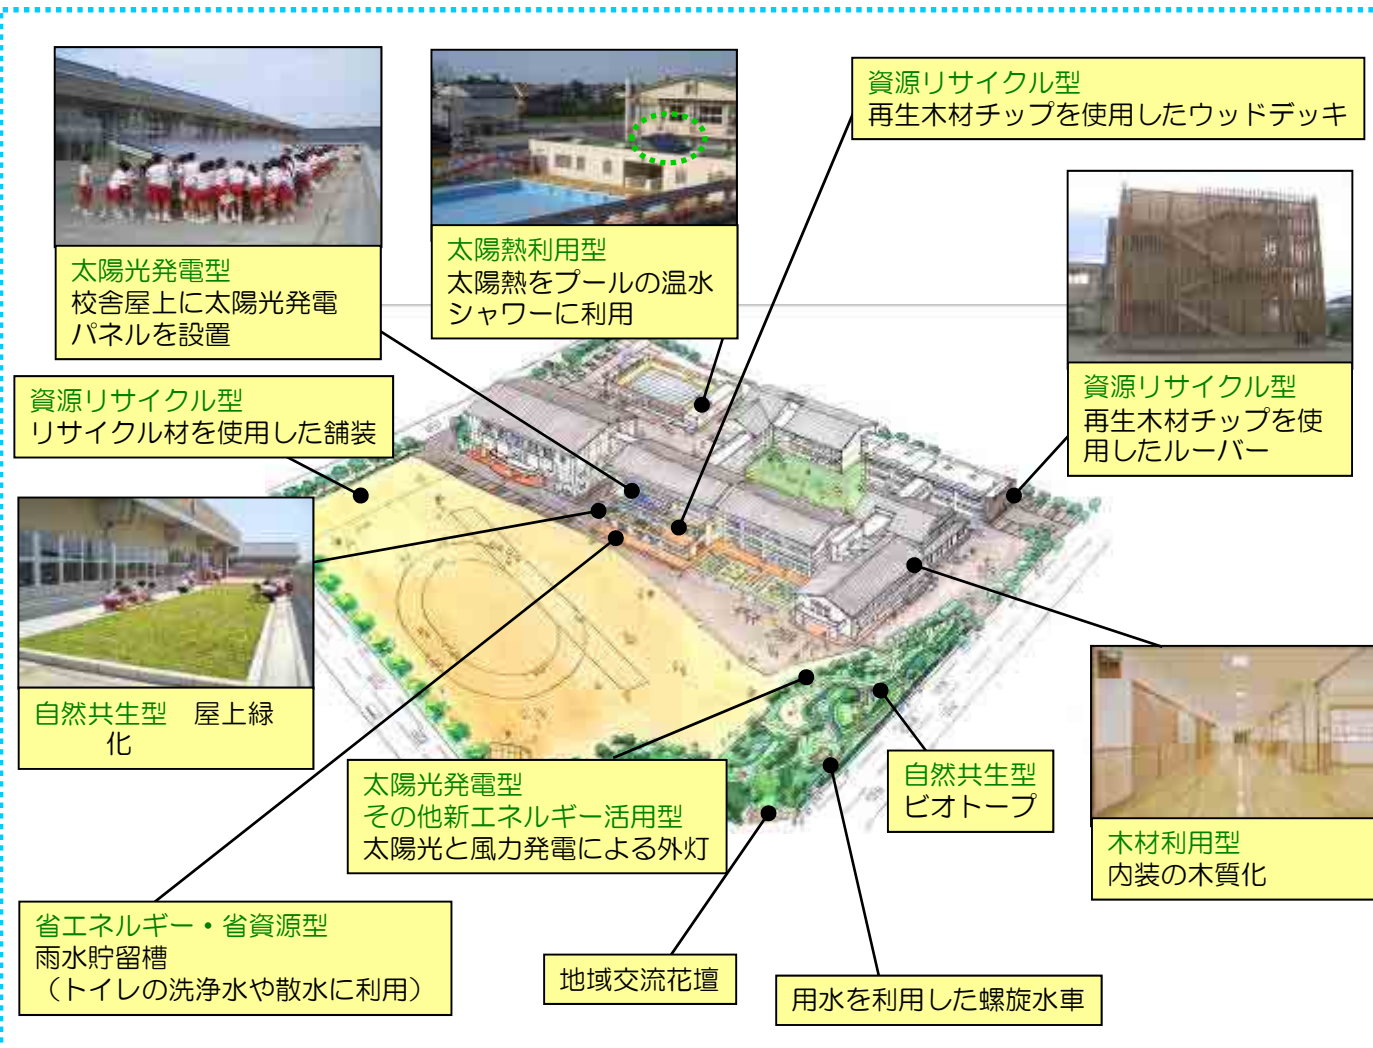 太陽光発電型
校舎屋上に太陽光発電
パネルを設置
太陽熱利用型
太陽熱をプールの温水
シャワーに利用
資源リサイクル型
再生木材チップを使用したウッドデッキ
資源リサイクル型
再生木材チップを使
用したルーバー
資源リサイクル型
リサイクル材を使用した舗装
自然共生型　屋上緑
化
太陽光発電型
その他新エネルギー活用型
太陽光と風力発電による外灯
自然共生型
ビオトープ
木材利用型
内装の木質化
省エネルギー・省資源型
雨水貯留槽
（トイレの洗浄水や散水に利用）
地域交流花壇
用水を利用した螺旋水車